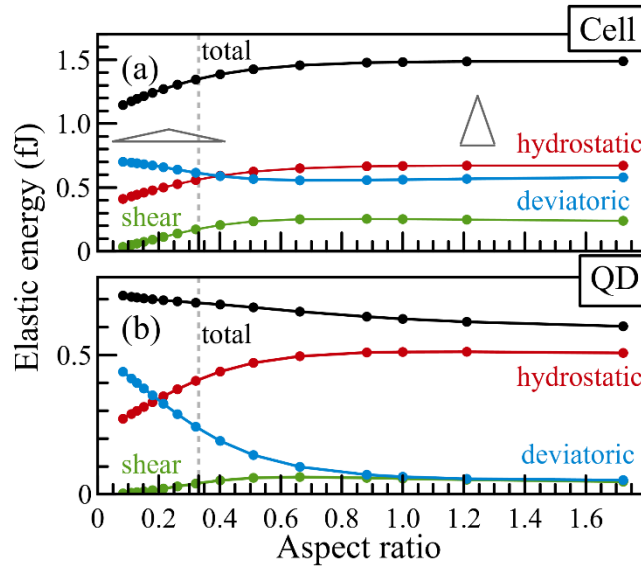 Cell
(a)
total
1.5
1.0
0.5
0
hydrostatic
deviatoric
shear
Elastic energy (fJ)
QD
(b)
total
0.5
0
hydrostatic
deviatoric
shear
0 0.2 0.4 0.6 0.8 1.0 1.2 1.4 1.6
Aspect ratio